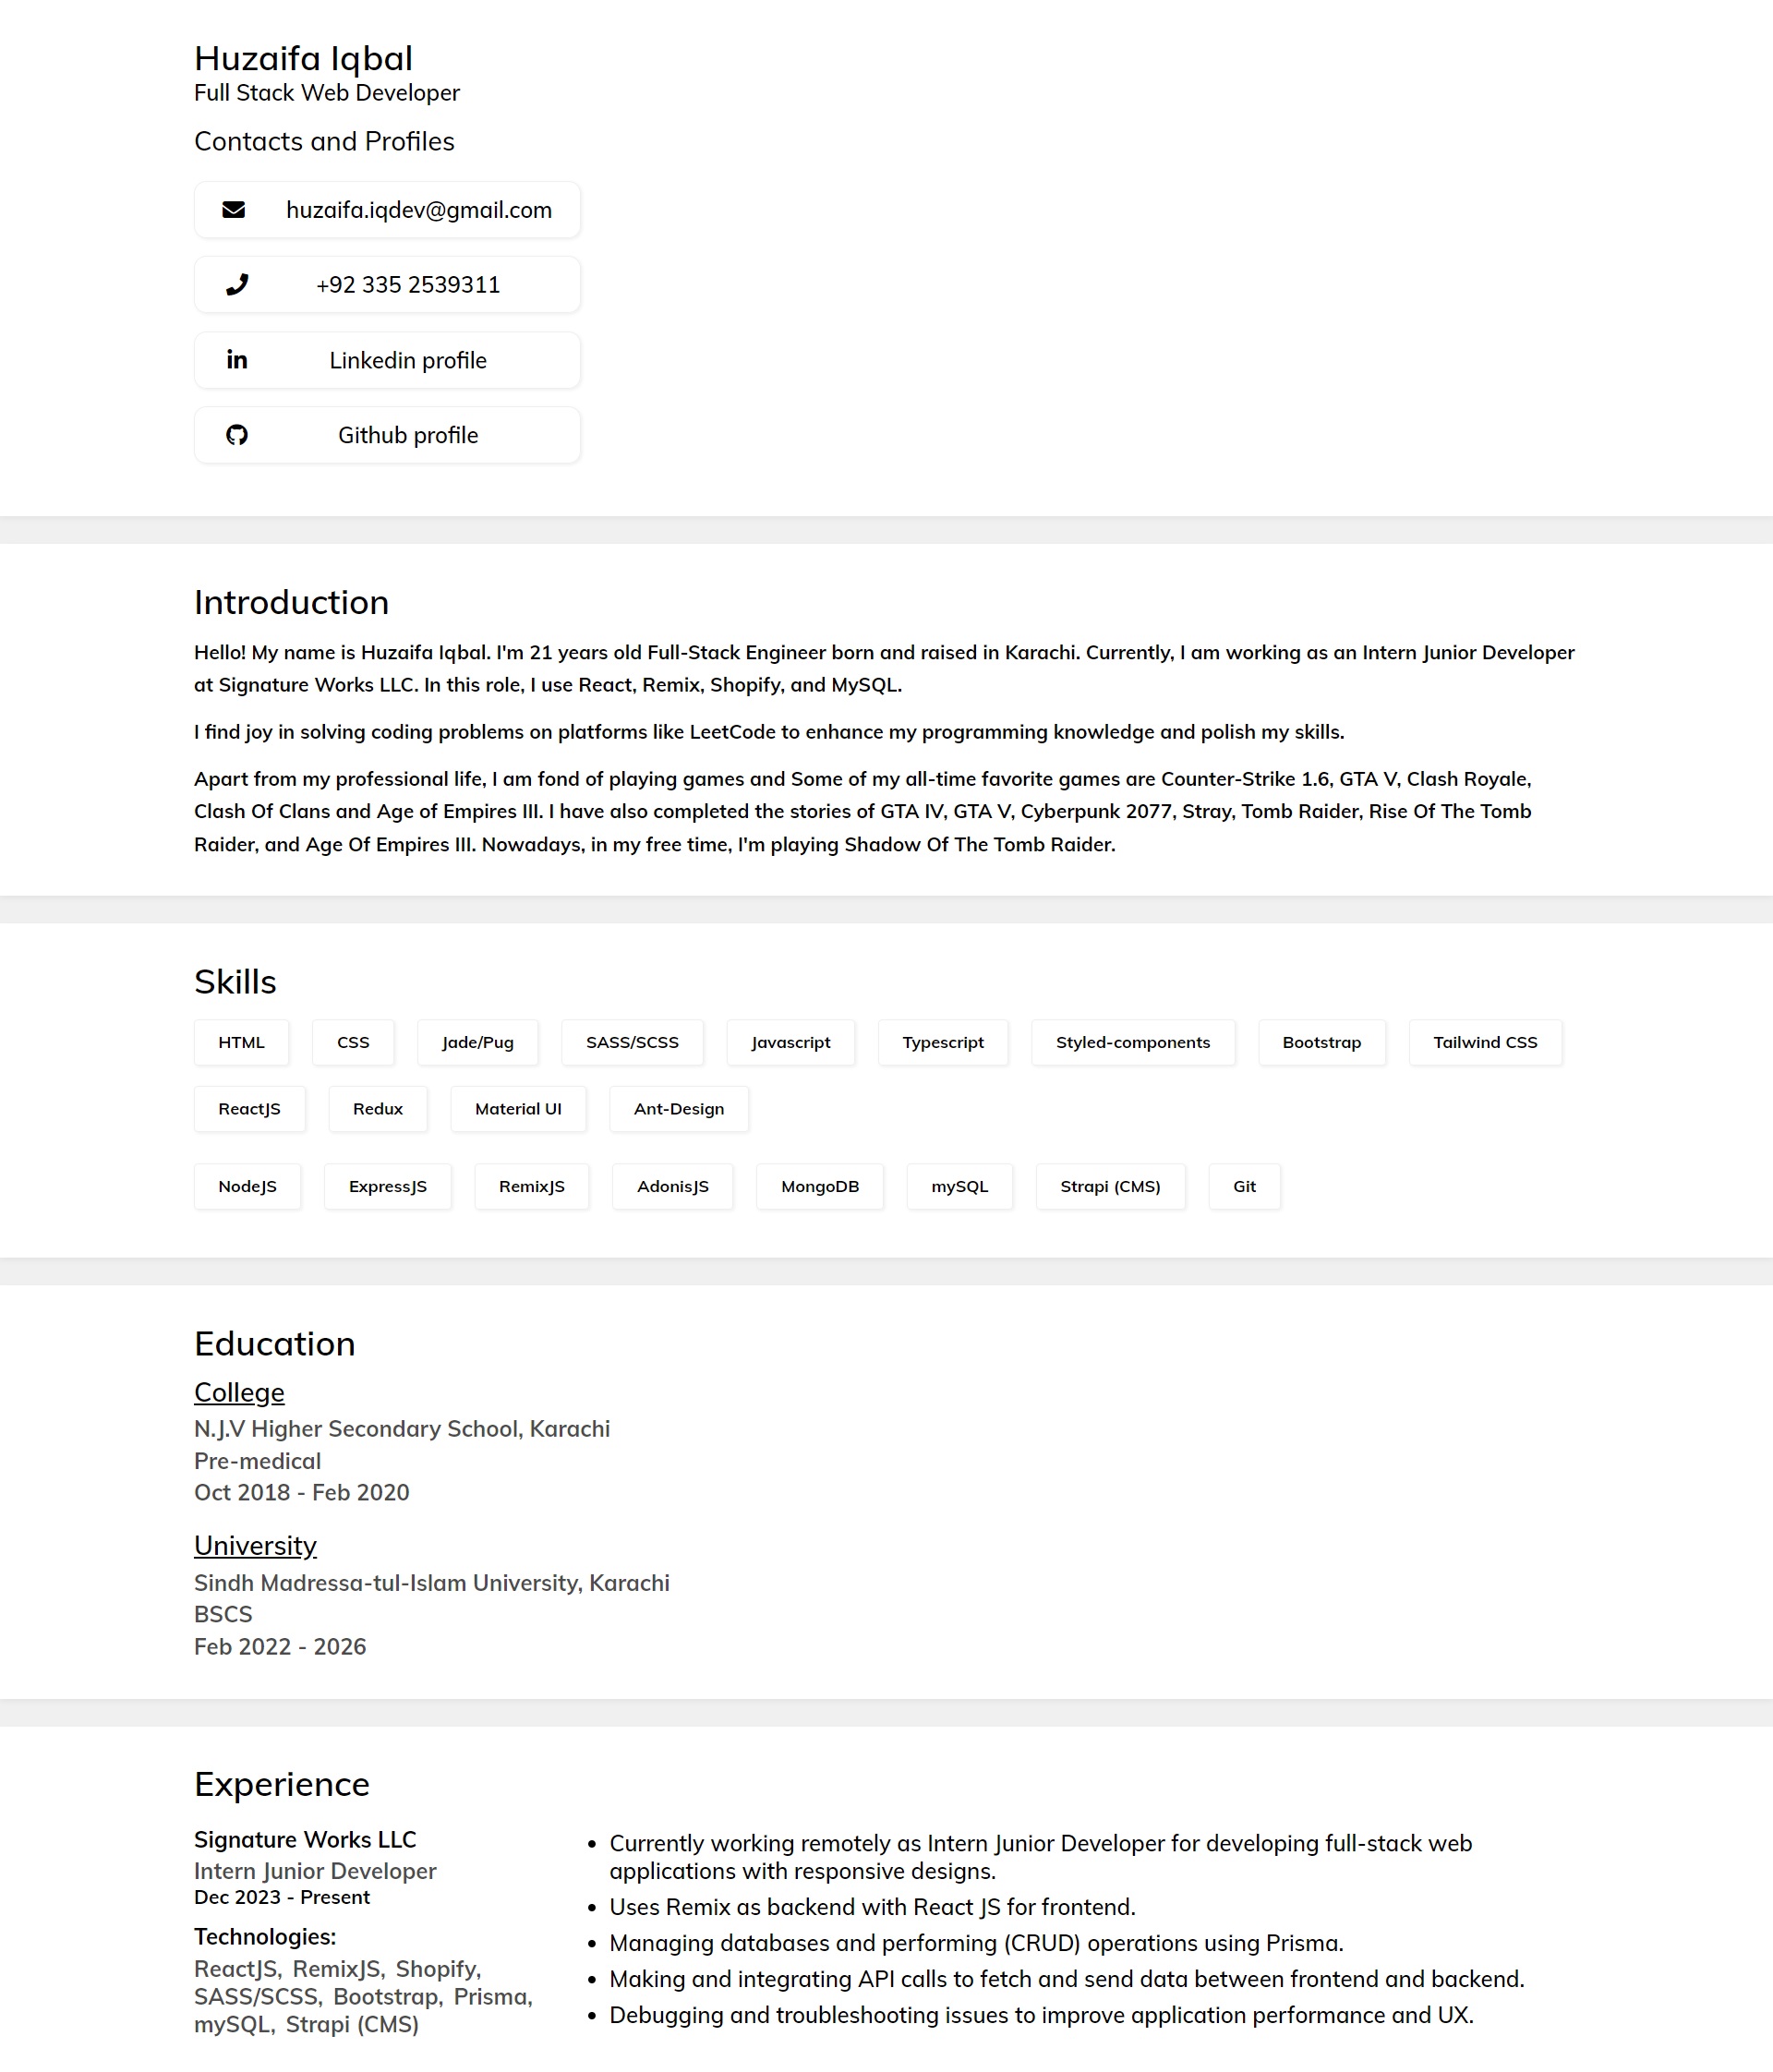 Huzaifa Iqbal
Full Stack Web Developer
Contacts and Profiles
huzaifa.iqdev@gmail.com
+92 335 2539311
Linkedin profile
Github profile
Introduction
Hello! My name is Huzaifa Iqbal. I'm 21 years old Full-Stack Engineer born and raised in Karachi. Currently, I am working as an Intern Junior Developer
at Signature Works LLC. In this role, I use React, Remix, Shopify, and MySQL.
I find joy in solving coding problems on platforms like LeetCode to enhance my programming knowledge and polish my skills.
Apart from my professional life, I am fond of playing games and Some of my all-time favorite games are Counter-Strike 1.6, GTA V, Clash Royale,
Clash Of Clans and Age of Empires III. I have also completed the stories of GTA IV, GTA V, Cyberpunk 2077, Stray, Tomb Raider, Rise Of The Tomb
Raider, and Age Of Empires III. Nowadays, in my free time, I'm playing Shadow Of The Tomb Raider.
Skills
HTML CSS Jade/Pug SASS/SCSS Javascript Typescript Styled-components Bootstrap Tailwind CSS
ReactJS Redux Material UI Ant-Design
NodeJS ExpressJS RemixJS AdonisJS MongoDB mySQL Strapi (CMS) Git
Education
College
N.J.V Higher Secondary School, Karachi
Pre-medical
Oct 2018 - Feb 2020
University
Sindh Madressa-tul-Islam University, Karachi
BSCS
Feb 2022 - 2026
Experience
Signature Works LLC
Intern Junior Developer
Dec 2023 - Present
Technologies:
ReactJS, RemixJS, Shopify,
SASS/SCSS, Bootstrap, Prisma,
mySQL, Strapi (CMS)
• Currently working remotely as Intern Junior Developer for developing full-stack web
applications with responsive designs.
• Uses Remix as backend with React JS for frontend.
• Managing databases and performing (CRUD) operations using Prisma.
• Making and integrating API calls to fetch and send data between frontend and backend.
• Debugging and troubleshooting issues to improve application performance and UX.